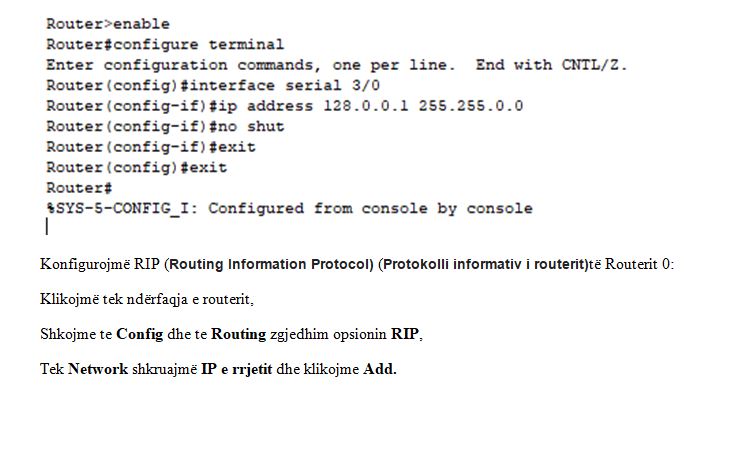 Router>enable
Router#configure terminal
Enter configuration commands, one per line.  End with CNTL/Z.
Router(config)#interface serial 3/0
Router(config-if)#ip address 128.0.0.1 255.255.0.0
Router(config-if)#no shut
Router(config-if)#exit
Router(config)#exit
Router#
%SYS-5-CONFIG_I: Configured from console by console
Konfigurojmë RIP (Routing Information Protocol) (Protokolli informativ i routerit)të Routerit 0:
Klikojmë tek ndërfaqja e routerit,
Shkojme te Config dhe te Routing zgjedhim opsionin RIP,
Tek Network shkruajmë IP e rrjetit dhe klikojme Add.